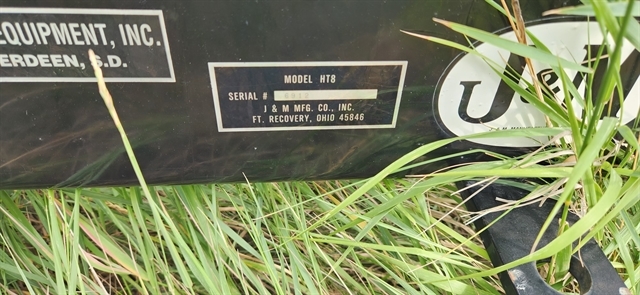 EQUIPMENT, INC.
ERDEEN, S.D.
MODEL HT8
SERIAL #
J & M MFG. CO., INC.
FT. RECOVERY, OHIO 45846
J&M